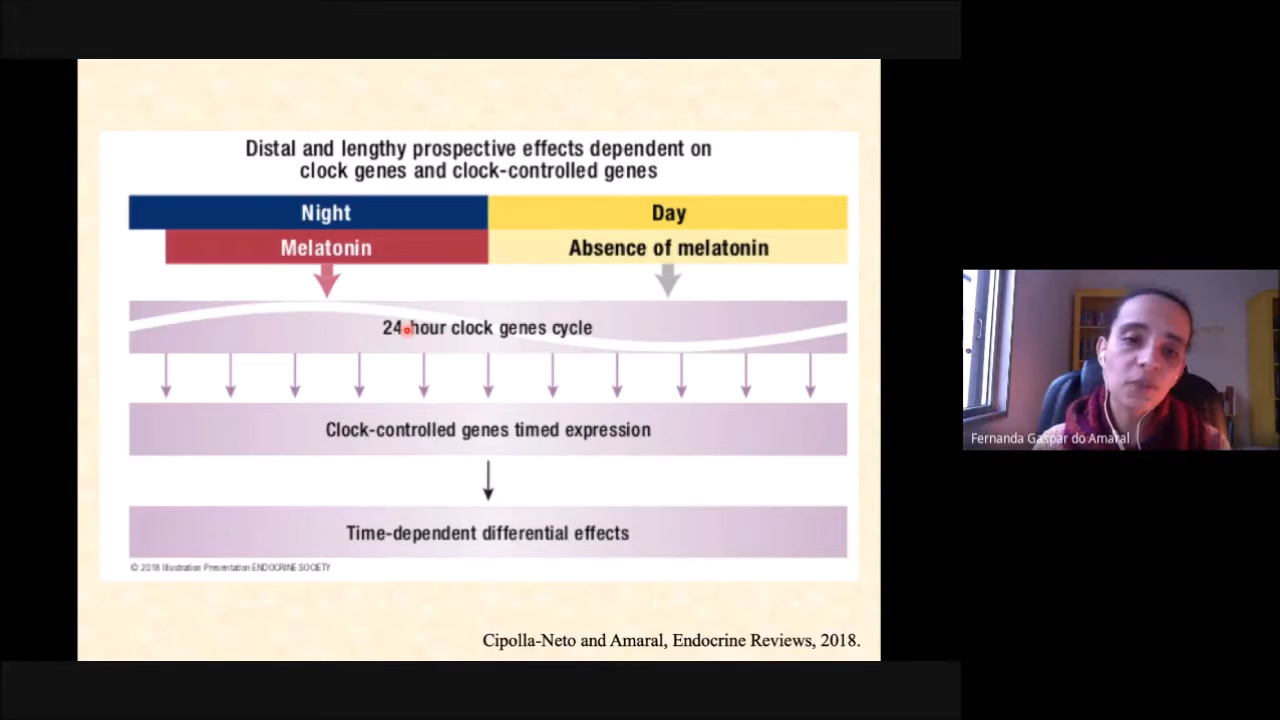 Distal and lengthy prospective effects dependent on
clock genes and clock-controlled genes
Night
Day
Melatonin
Absence of melatonin
24 hour clock genes cycle
Clock-controlled genes timed expression
Time-dependent differential effects
© 2018 Illustration Presentation ENDOCRINE SOCIETY
Cipolla-Neto and Amaral, Endocrine Reviews, 2018.
Fernanda Gaspar do Amaral